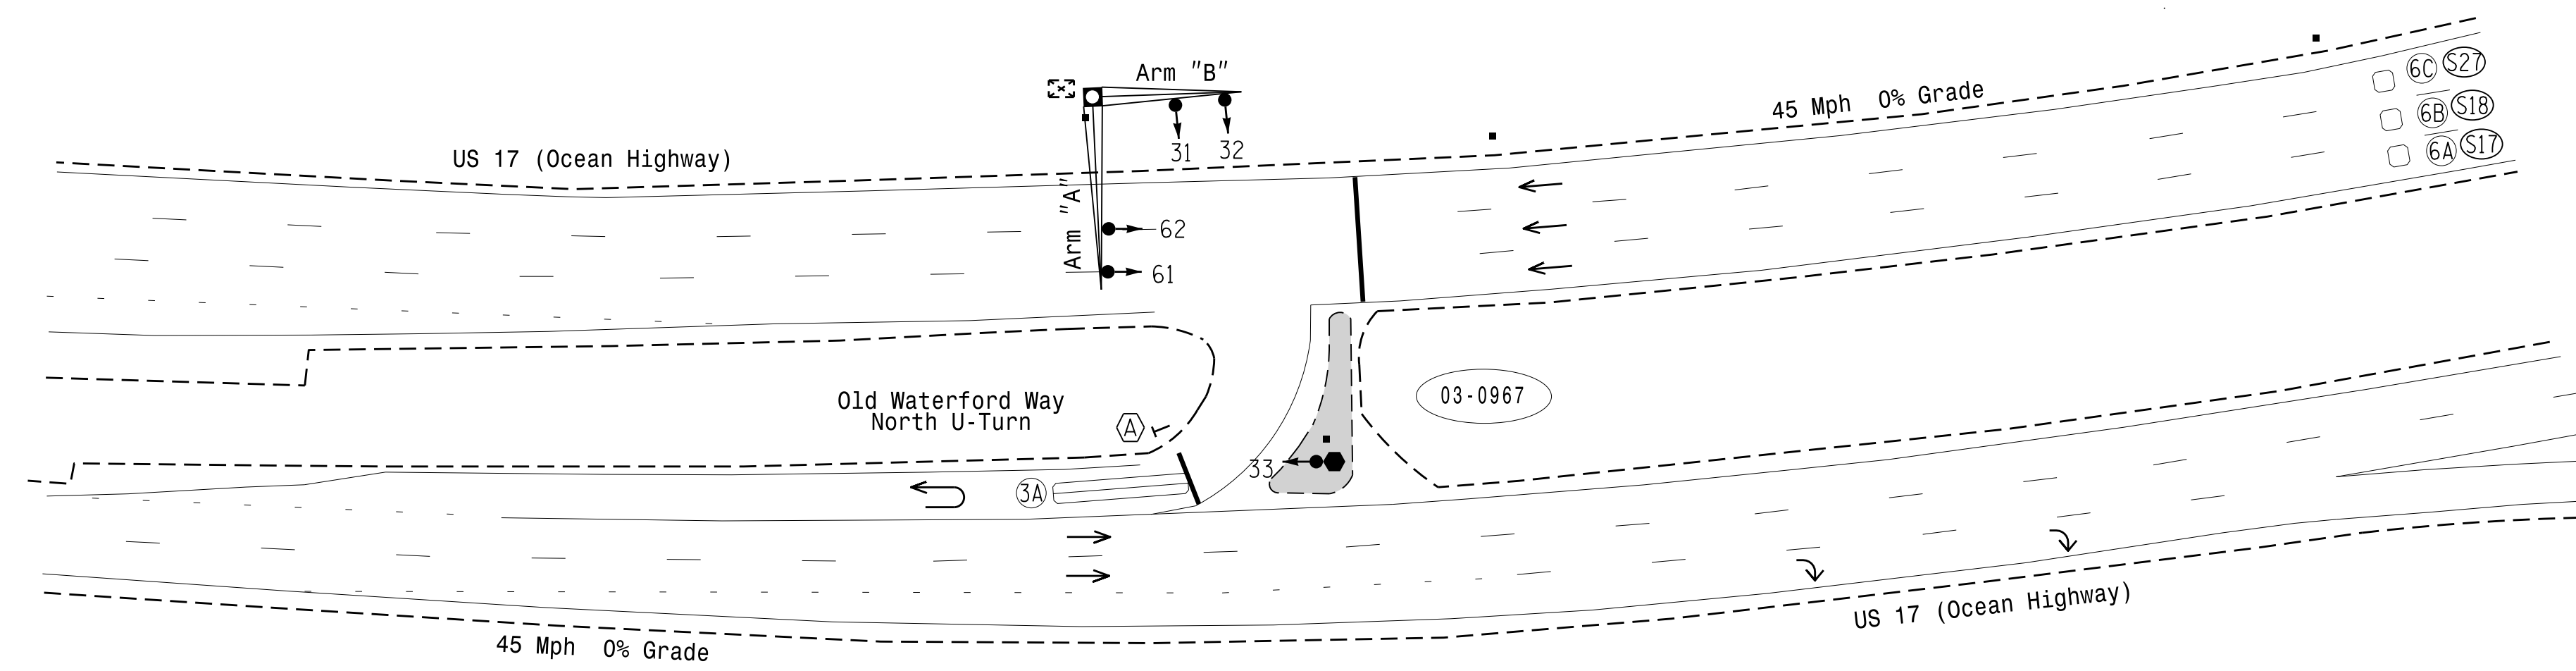 Arm "B"
31
32
US 17 (Ocean Highway)
Arm "A"
62
61
45 Mph 0% Grade
6C S27
6B S18
6A S17
Old Waterford Way
North U-Turn
A
03-0967
33
3A
45 Mph 0% Grade
US 17 (Ocean Highway)